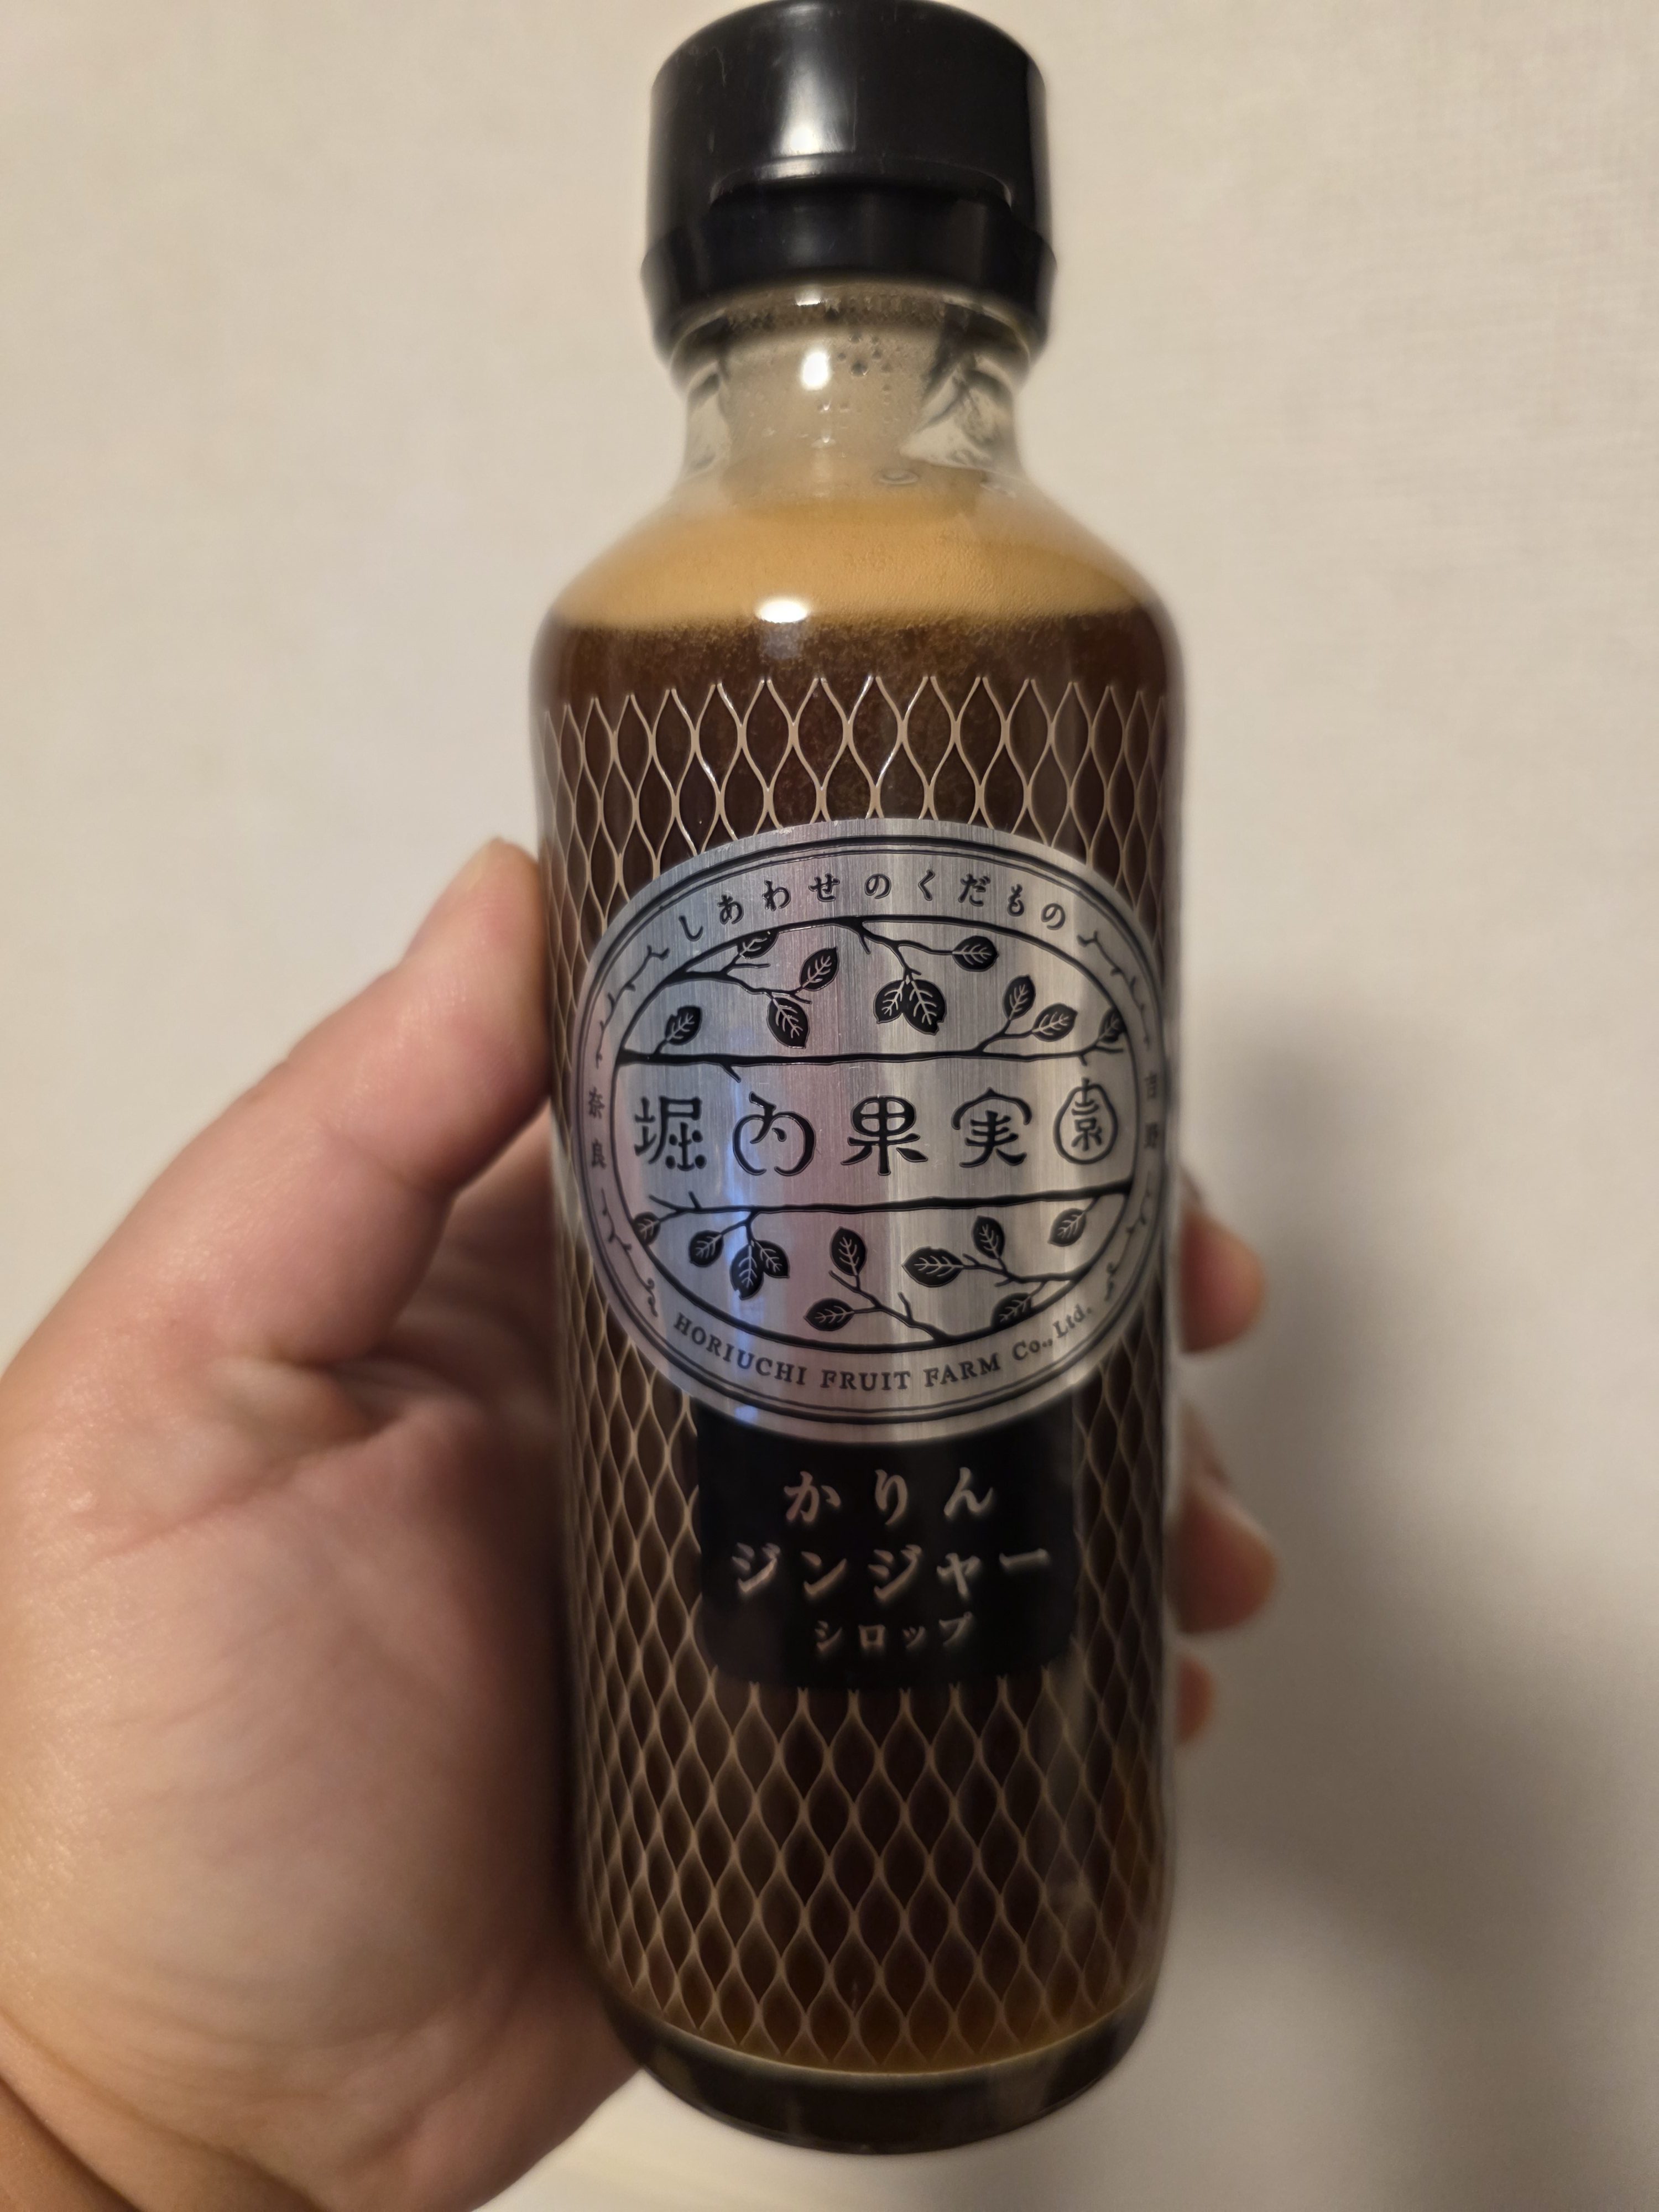 しあわせのくだもの
奈良
吉野
堀内果実園
HORIUCHI FRUIT FARM Co., Ltd.
かりん
ジンジャー
シロップ